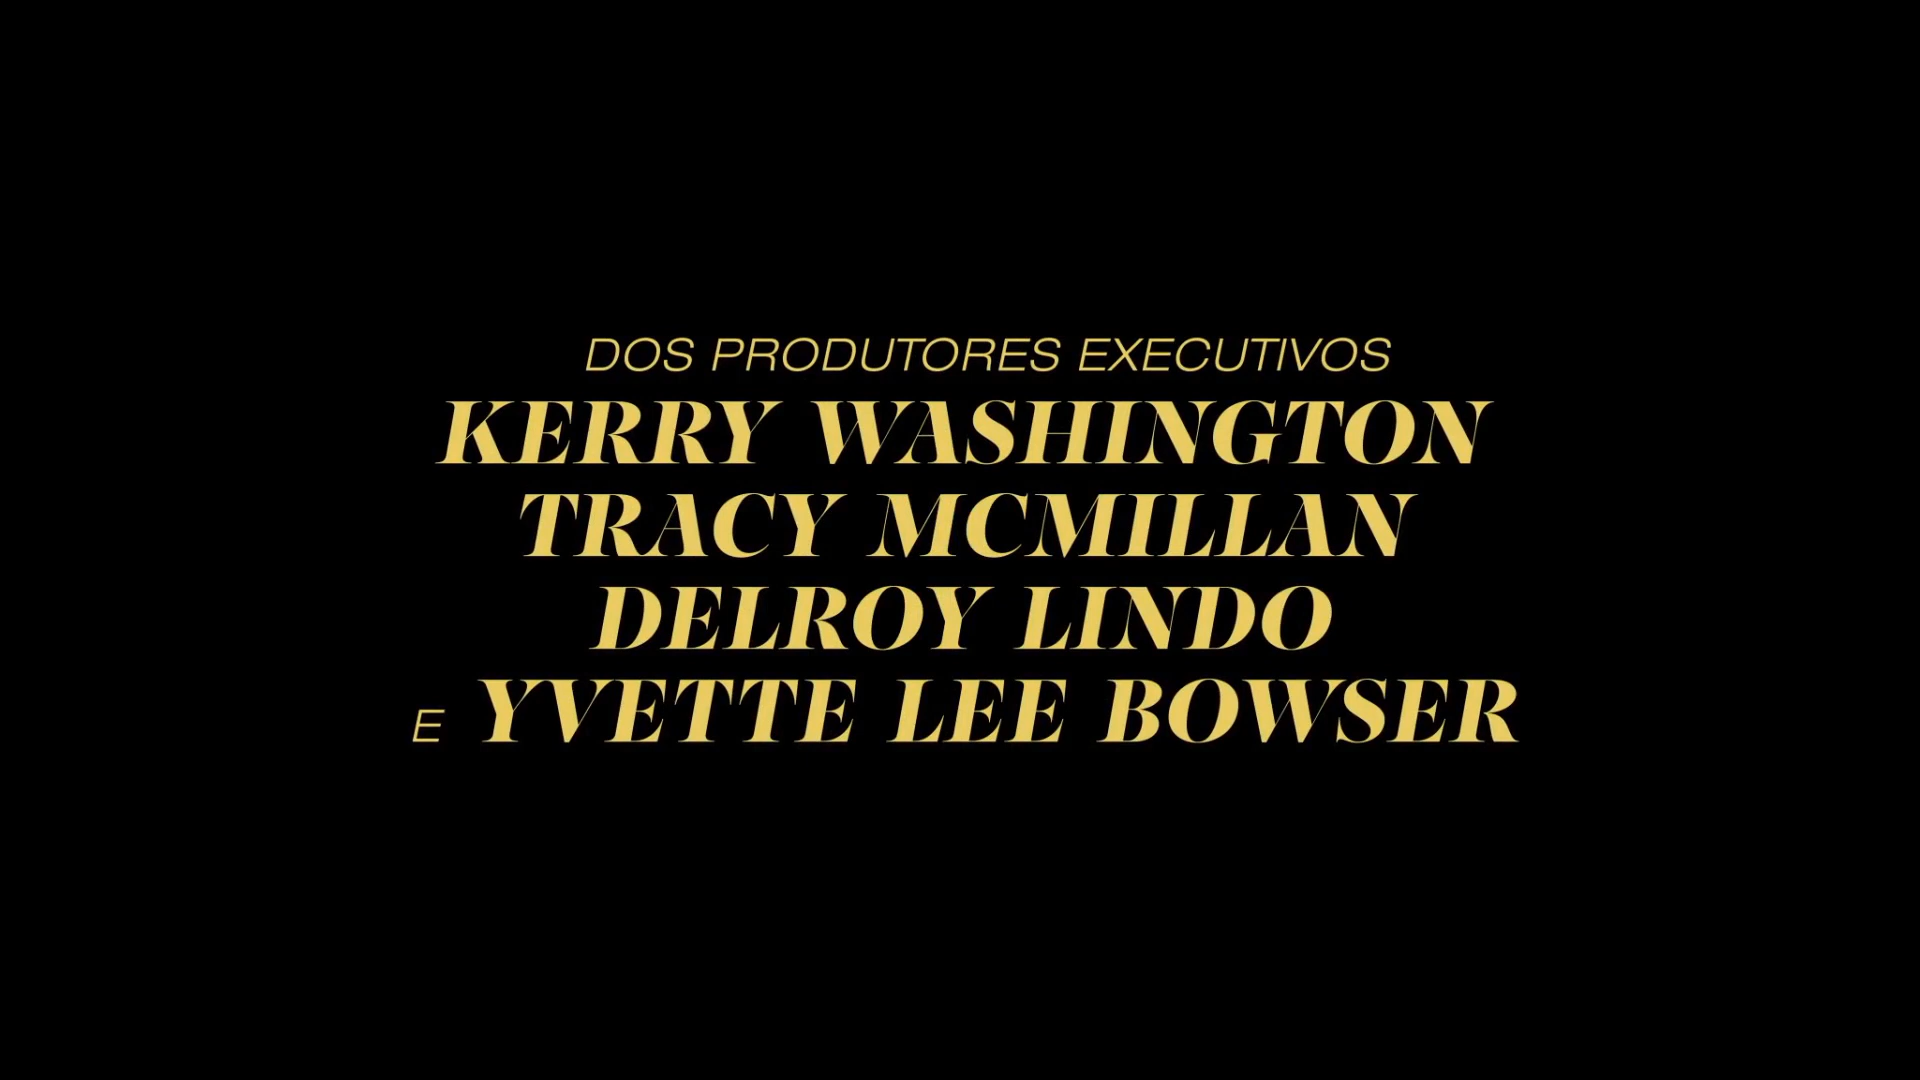 DOS PRODUTORES EXECUTIVOS
KERRY WASHINGTON
TRACY MCMILLAN
DELROY LINDO
E YVETTE LEE BOWSER